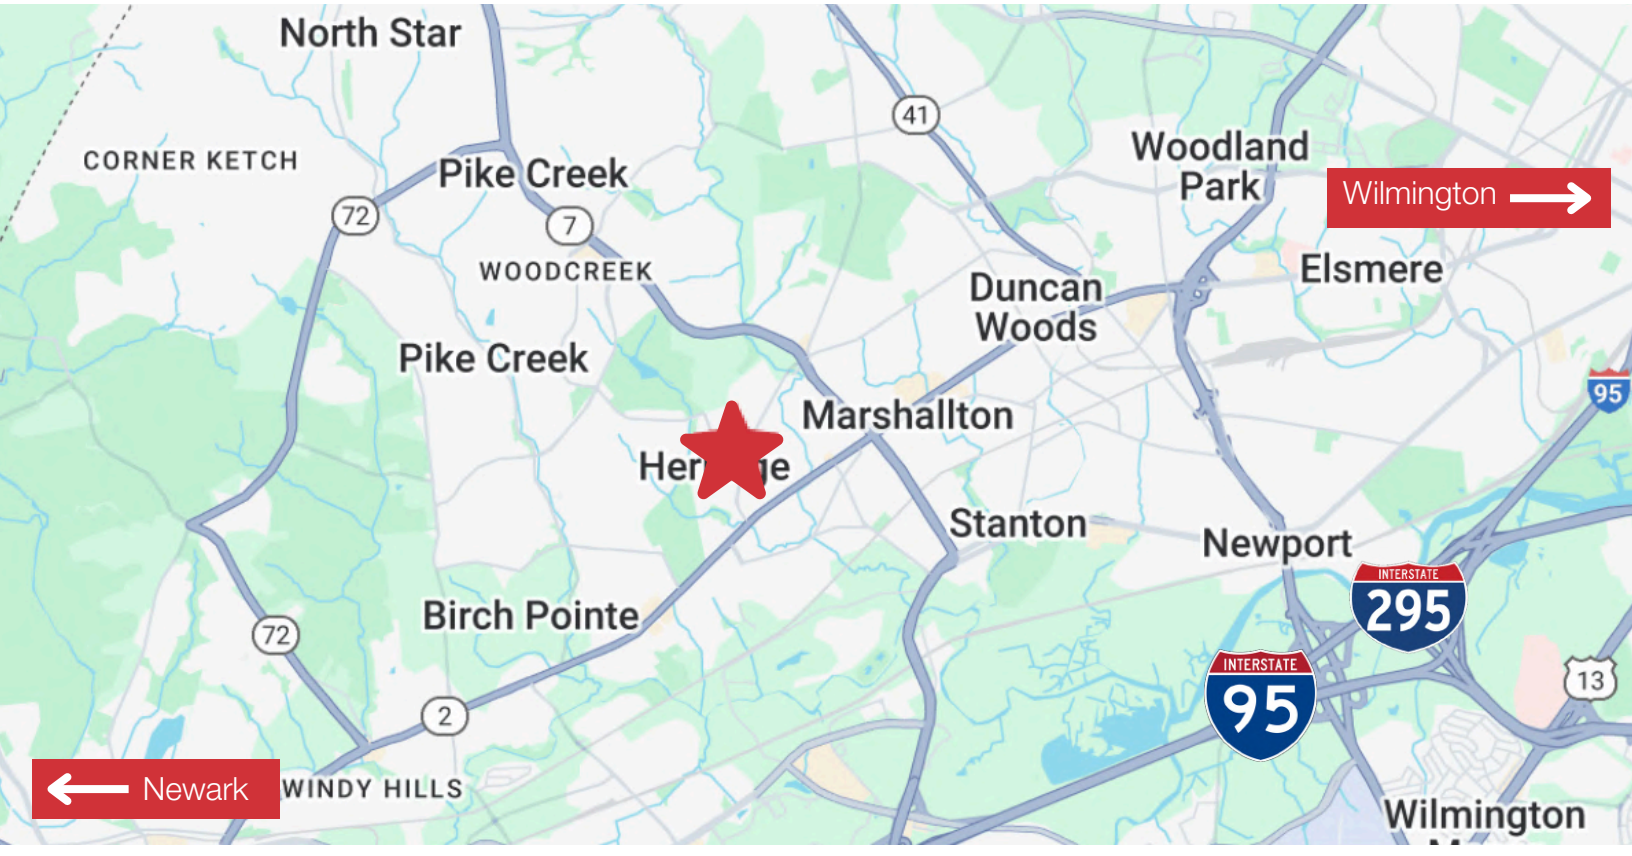 North Star
41
CORNER KETCH
Pike Creek
Woodland
Park
Wilmington
72
7
WOODCREEK
Duncan
Woods
Elsmere
Pike Creek
95
Marshallton
Stanton
Newport
INTERSTATE
295
Birch Pointe
72
INTERSTATE
95
13
2
Newark
WINDY HILLS
Wilmington